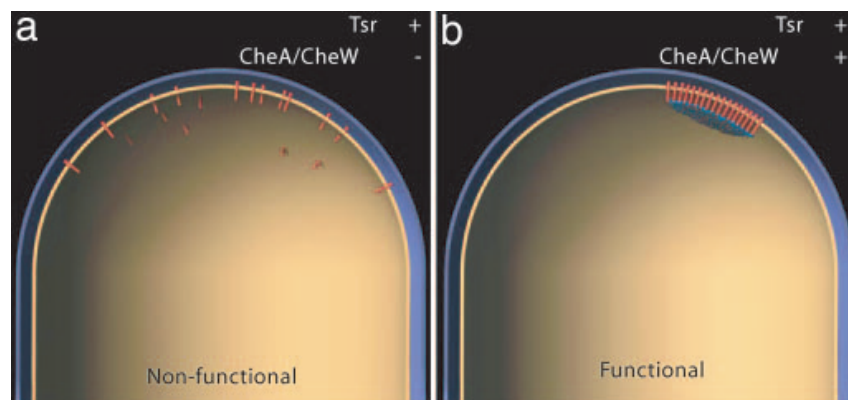 a
Tsr +
CheA/CheW -
Non-functional
b
Tsr +
CheA/CheW +
Functional